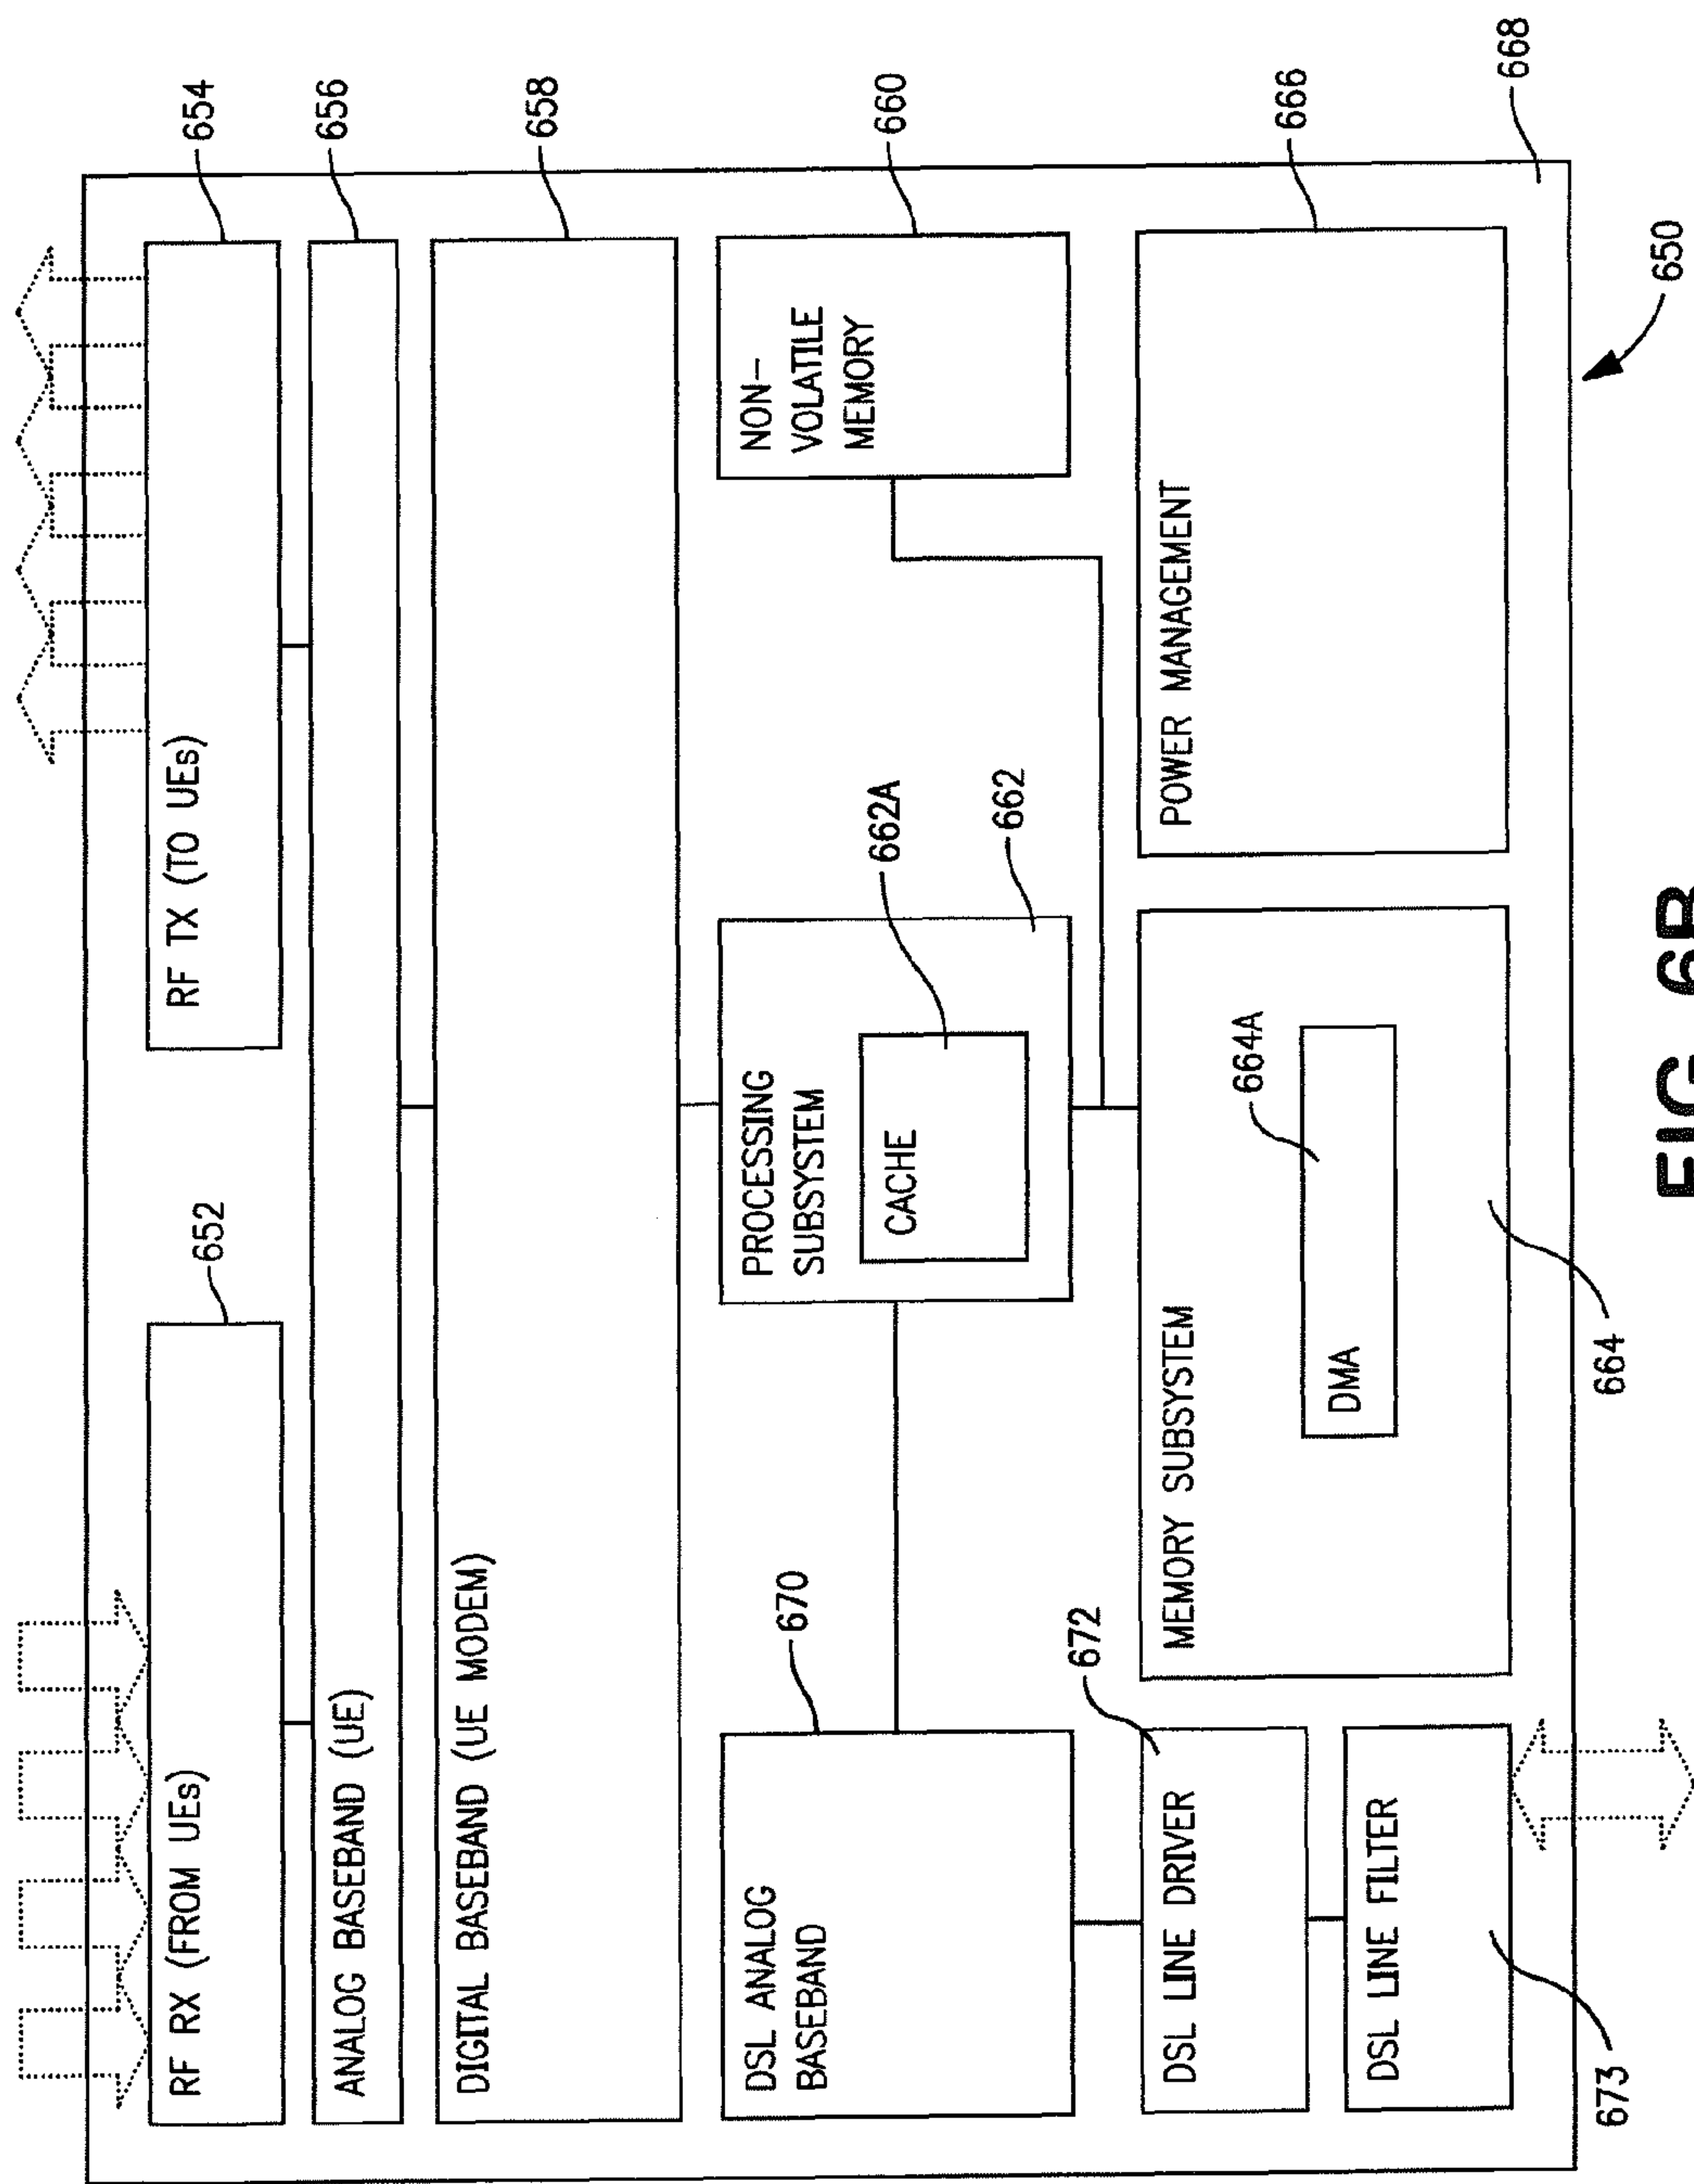 652
654
RF RX (FROM UEs)
RF TX (TO UEs)
656
ANALOG BASEBAND (UE)
658
DIGITAL BASEBAND (UE MODEM)
670
DSL ANALOG
BASEBAND
PROCESSING
SUBSYSTEM
CACHE
662A
662
NON-
VOLATILE
MEMORY
660
672
DSL LINE DRIVER
DSL LINE FILTER
673
MEMORY SUBSYSTEM
DMA
664A
664
POWER MANAGEMENT
666
668
650
FIG. 6B